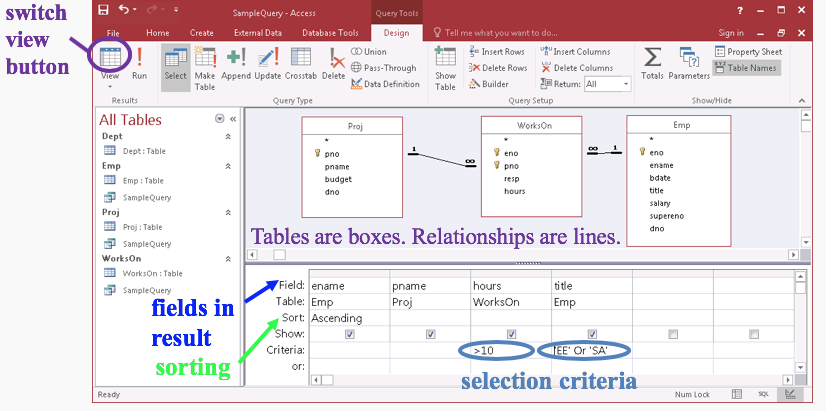 switch
view
button
SampleQuery - Access
Query Tools
?
File
Home
Create
External Data
Database Tools
Design
Tell me what you want to do...
Sign in
View
Run
Select
Make
Table
Append
Update
Crosstab
Delete
Union
Pass-Through
Data Definition
Show
Table
Insert Rows
Delete Rows
Builder
Insert Columns
Delete Columns
Return: All
Totals
Parameters
Property Sheet
XYZ Table Names
Results
Query Type
Query Setup
Show/Hide
All Tables
Dept
Dept : Table
Emp
Emp : Table
SampleQuery
Proj
Proj : Table
SampleQuery
WorksOn
WorksOn : Table
SampleQuery
Proj
*
pno
pname
budget
dno
1
∞
WorksOn
*
eno
pno
resp
hours
∞
1
Emp
*
eno
ename
bdate
title
salary
supereno
dno
Tables are boxes. Relationships are lines.
fields in
result
sorting
Field: ename pname hours title
Table: Emp Proj WorksOn Emp
Sort: Ascending
Show:
Criteria: >10 'EE' Or 'SA'
or:
selection criteria
Ready
Num Lock
SQL